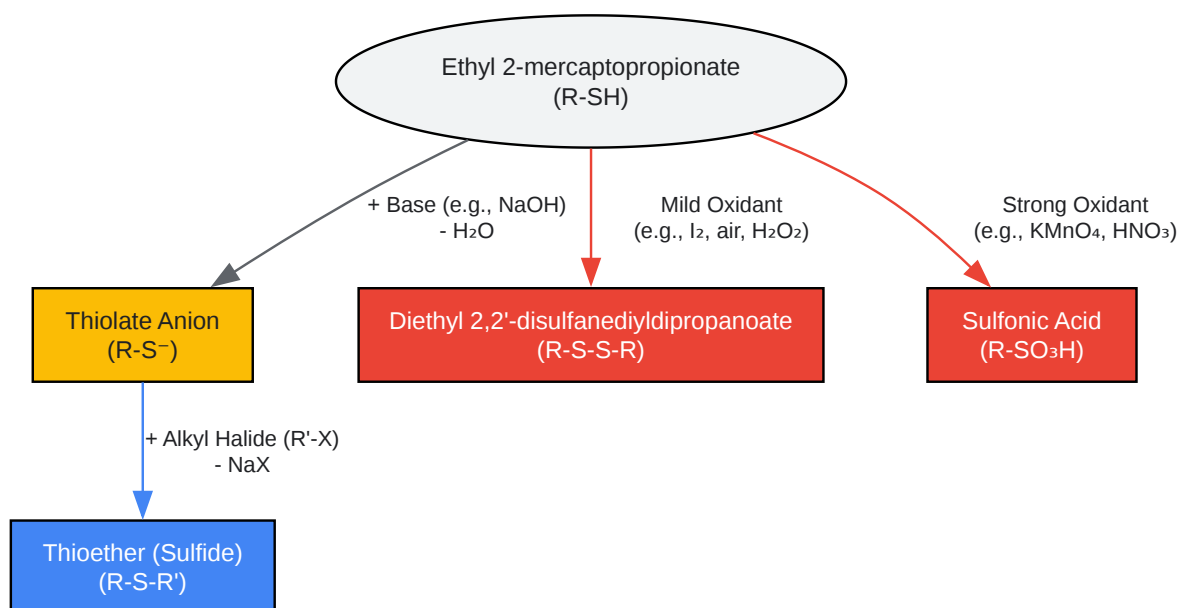 Ethyl 2-mercaptopropionate
(R-SH)
+ Base (e.g., NaOH)
- H₂O
Mild Oxidant
(e.g., I₂, air, H₂O₂)
Strong Oxidant
(e.g., KMnO₄, HNO₃)
Thiolate Anion
(R-S⁻)
Diethyl 2,2'-disulfanediyldipropanoate
(R-S-S-R)
Sulfonic Acid
(R-SO₃H)
+ Alkyl Halide (R'-X)
- NaX
Thioether (Sulfide)
(R-S-R')